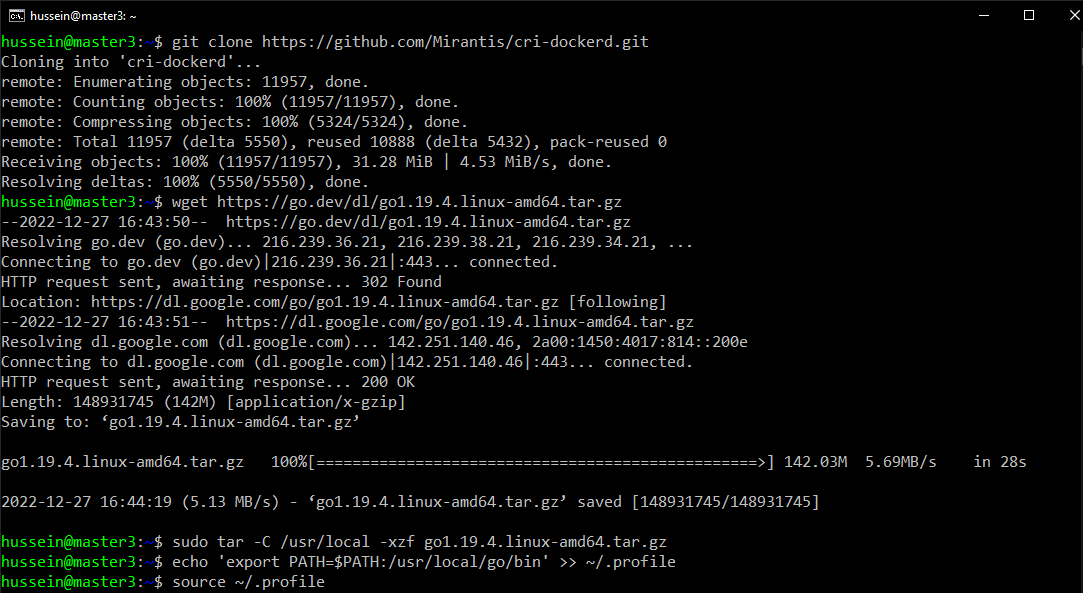 hussein@master3: ~
hussein@master3:~$ git clone https://github.com/Mirantis/cri-dockerd.git
Cloning into 'cri-dockerd'...
remote: Enumerating objects: 11957, done.
remote: Counting objects: 100% (11957/11957), done.
remote: Compressing objects: 100% (5324/5324), done.
remote: Total 11957 (delta 5550), reused 10888 (delta 5432), pack-reused 0
Receiving objects: 100% (11957/11957), 31.28 MiB | 4.53 MiB/s, done.
Resolving deltas: 100% (5550/5550), done.
hussein@master3:~$ wget https://go.dev/dl/go1.19.4.linux-amd64.tar.gz
--2022-12-27 16:43:50--  https://go.dev/dl/go1.19.4.linux-amd64.tar.gz
Resolving go.dev (go.dev)... 216.239.36.21, 216.239.38.21, 216.239.34.21, ...
Connecting to go.dev (go.dev)|216.239.36.21|:443... connected.
HTTP request sent, awaiting response... 302 Found
Location: https://dl.google.com/go/go1.19.4.linux-amd64.tar.gz [following]
--2022-12-27 16:43:51--  https://dl.google.com/go/go1.19.4.linux-amd64.tar.gz
Resolving dl.google.com (dl.google.com)... 142.251.140.46, 2a00:1450:4017:814::200e
Connecting to dl.google.com (dl.google.com)|142.251.140.46|:443... connected.
HTTP request sent, awaiting response... 200 OK
Length: 148931745 (142M) [application/x-gzip]
Saving to: ‘go1.19.4.linux-amd64.tar.gz’
go1.19.4.linux-amd64.tar.gz   100%[=================================================>] 142.03M  5.69MB/s    in 28s
2022-12-27 16:44:19 (5.13 MB/s) - ‘go1.19.4.linux-amd64.tar.gz’ saved [148931745/148931745]
hussein@master3:~$ sudo tar -C /usr/local -xzf go1.19.4.linux-amd64.tar.gz
hussein@master3:~$ echo 'export PATH=$PATH:/usr/local/go/bin' >> ~/.profile
hussein@master3:~$ source ~/.profile